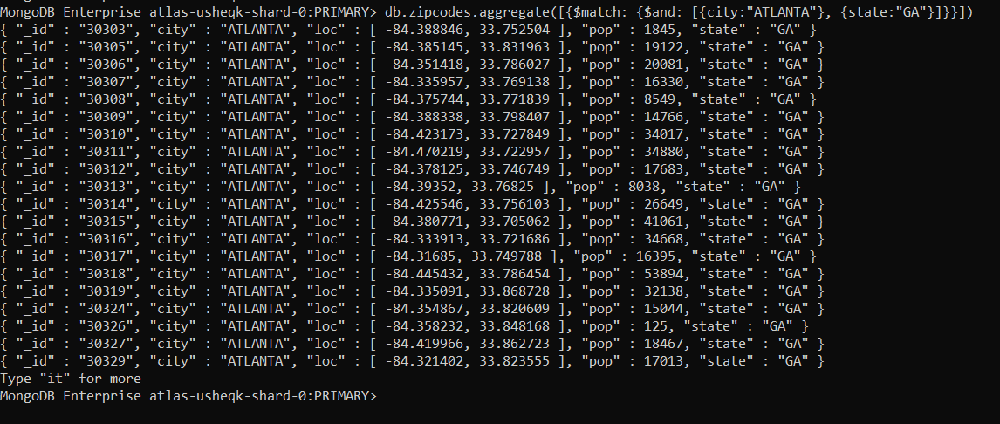 MongoDB Enterprise atlas-usheqk-shard-0:PRIMARY> db.zipcodes.aggregate([{$match: {$and: [{city:"ATLANTA"}, {state:"GA"}]}}])
{ "_id" : "30303", "city" : "ATLANTA", "loc" : [ -84.388846, 33.752504 ], "pop" : 1845, "state" : "GA" }
{ "_id" : "30305", "city" : "ATLANTA", "loc" : [ -84.385145, 33.831963 ], "pop" : 19122, "state" : "GA" }
{ "_id" : "30306", "city" : "ATLANTA", "loc" : [ -84.351418, 33.786027 ], "pop" : 20081, "state" : "GA" }
{ "_id" : "30307", "city" : "ATLANTA", "loc" : [ -84.335957, 33.769138 ], "pop" : 16330, "state" : "GA" }
{ "_id" : "30308", "city" : "ATLANTA", "loc" : [ -84.375744, 33.771839 ], "pop" : 8549, "state" : "GA" }
{ "_id" : "30309", "city" : "ATLANTA", "loc" : [ -84.388338, 33.798407 ], "pop" : 14766, "state" : "GA" }
{ "_id" : "30310", "city" : "ATLANTA", "loc" : [ -84.423173, 33.727849 ], "pop" : 34017, "state" : "GA" }
{ "_id" : "30311", "city" : "ATLANTA", "loc" : [ -84.470219, 33.722957 ], "pop" : 34880, "state" : "GA" }
{ "_id" : "30312", "city" : "ATLANTA", "loc" : [ -84.378125, 33.746749 ], "pop" : 17683, "state" : "GA" }
{ "_id" : "30313", "city" : "ATLANTA", "loc" : [ -84.39352, 33.76825 ], "pop" : 8038, "state" : "GA" }
{ "_id" : "30314", "city" : "ATLANTA", "loc" : [ -84.425546, 33.756103 ], "pop" : 26649, "state" : "GA" }
{ "_id" : "30315", "city" : "ATLANTA", "loc" : [ -84.380771, 33.705062 ], "pop" : 41061, "state" : "GA" }
{ "_id" : "30316", "city" : "ATLANTA", "loc" : [ -84.333913, 33.721686 ], "pop" : 34668, "state" : "GA" }
{ "_id" : "30317", "city" : "ATLANTA", "loc" : [ -84.31685, 33.749788 ], "pop" : 16395, "state" : "GA" }
{ "_id" : "30318", "city" : "ATLANTA", "loc" : [ -84.445432, 33.786454 ], "pop" : 53894, "state" : "GA" }
{ "_id" : "30319", "city" : "ATLANTA", "loc" : [ -84.335091, 33.868728 ], "pop" : 32138, "state" : "GA" }
{ "_id" : "30324", "city" : "ATLANTA", "loc" : [ -84.354867, 33.820609 ], "pop" : 15044, "state" : "GA" }
{ "_id" : "30326", "city" : "ATLANTA", "loc" : [ -84.358232, 33.848168 ], "pop" : 125, "state" : "GA" }
{ "_id" : "30327", "city" : "ATLANTA", "loc" : [ -84.419966, 33.862723 ], "pop" : 18467, "state" : "GA" }
{ "_id" : "30329", "city" : "ATLANTA", "loc" : [ -84.321402, 33.823555 ], "pop" : 17013, "state" : "GA" }
Type "it" for more
MongoDB Enterprise atlas-usheqk-shard-0:PRIMARY>